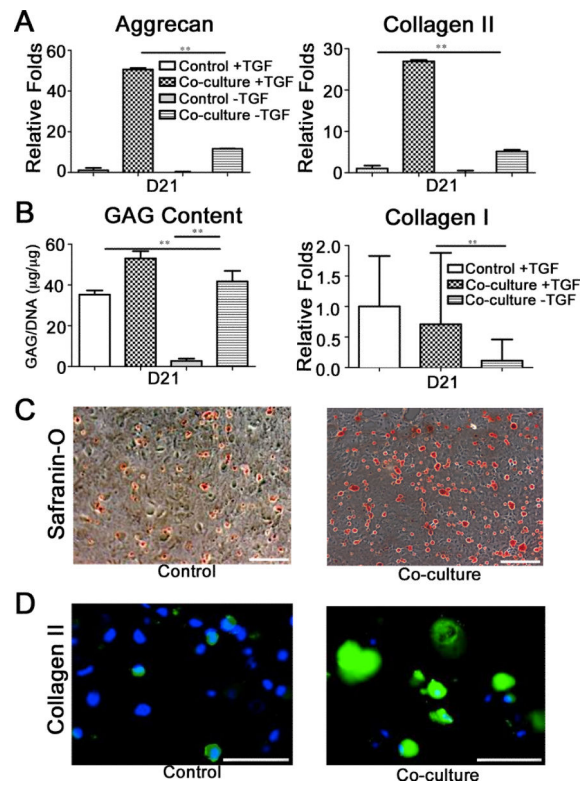 A
Aggrecan
Collagen II
Relative Folds
60
40
20
0
**
Control +TGF
Co-culture +TGF
Control -TGF
Co-culture -TGF
D21
Relative Folds
30
20
10
0
**
D21
B
GAG Content
Collagen I
GAG/DNA (µg/µg)
60
40
20
0
**
**
D21
Relative Folds
2.0
1.5
1.0
0.5
0.0
**
Control +TGF
Co-culture +TGF
Co-culture -TGF
D21
C
Safranin-O
Control
Co-culture
D
Collagen II
Control
Co-culture